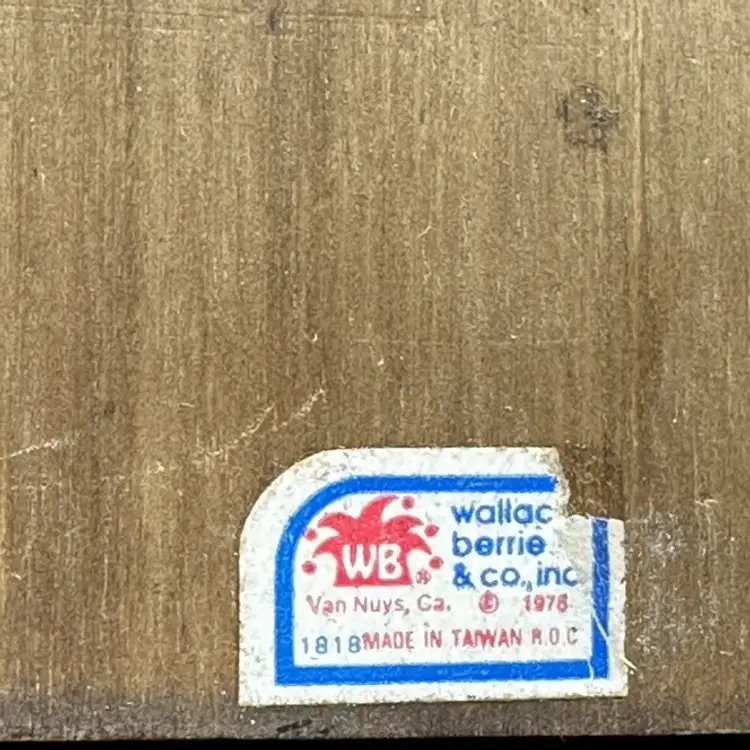 WB®
wallac
berrie
& co., inc
Van Nuys, Ca. © 1978
1818 MADE IN TAIWAN R.O.C